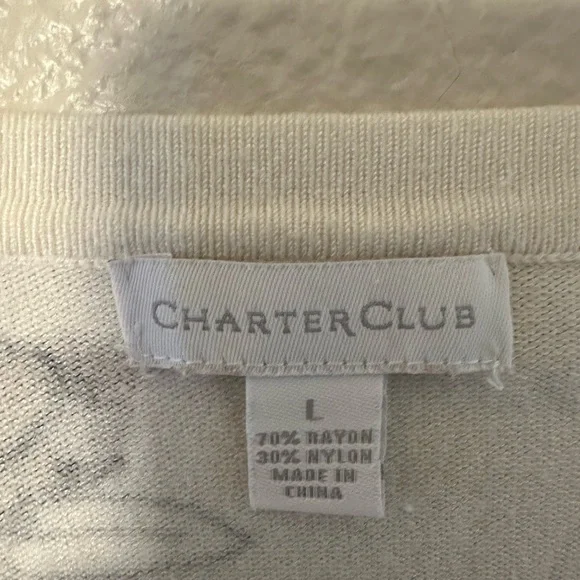 CHARTER CLUB
L
70% RAYON
30% NYLON
MADE IN
CHINA